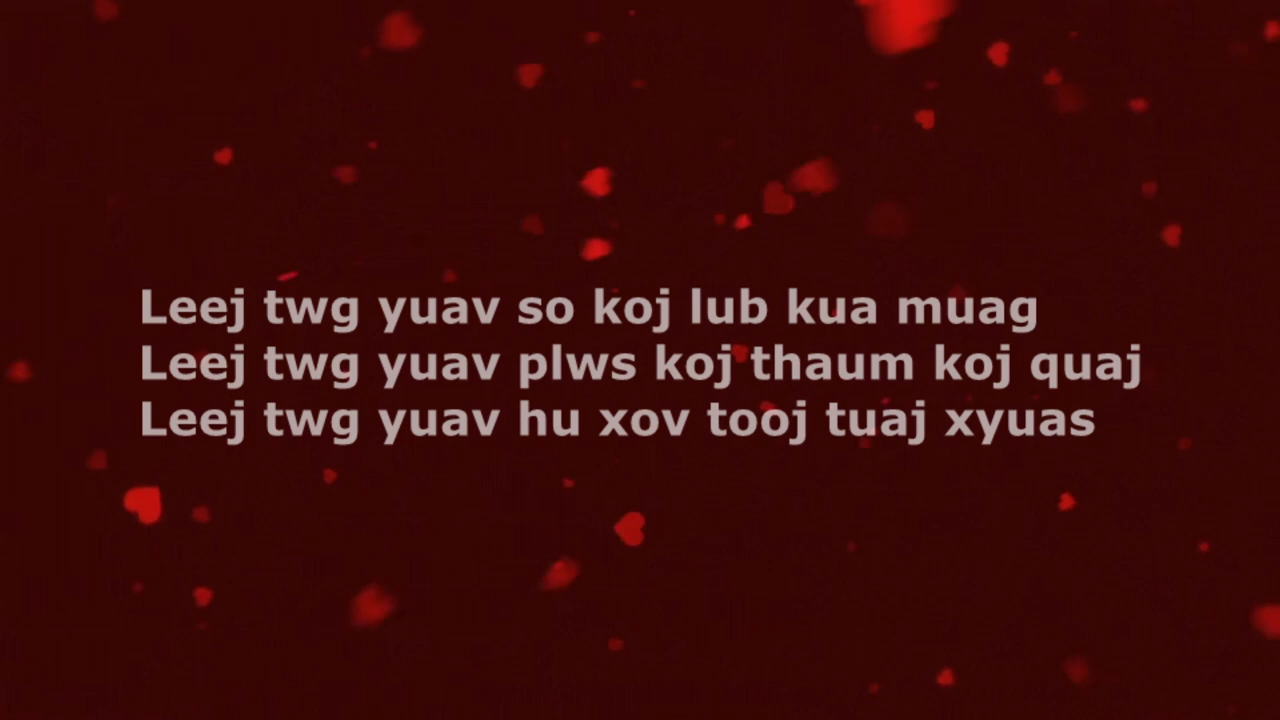 Leej twg yuav so koj lub kua muag
Leej twg yuav plws koj thaum koj quaj
Leej twg yuav hu xov tooj tuaj xyuas